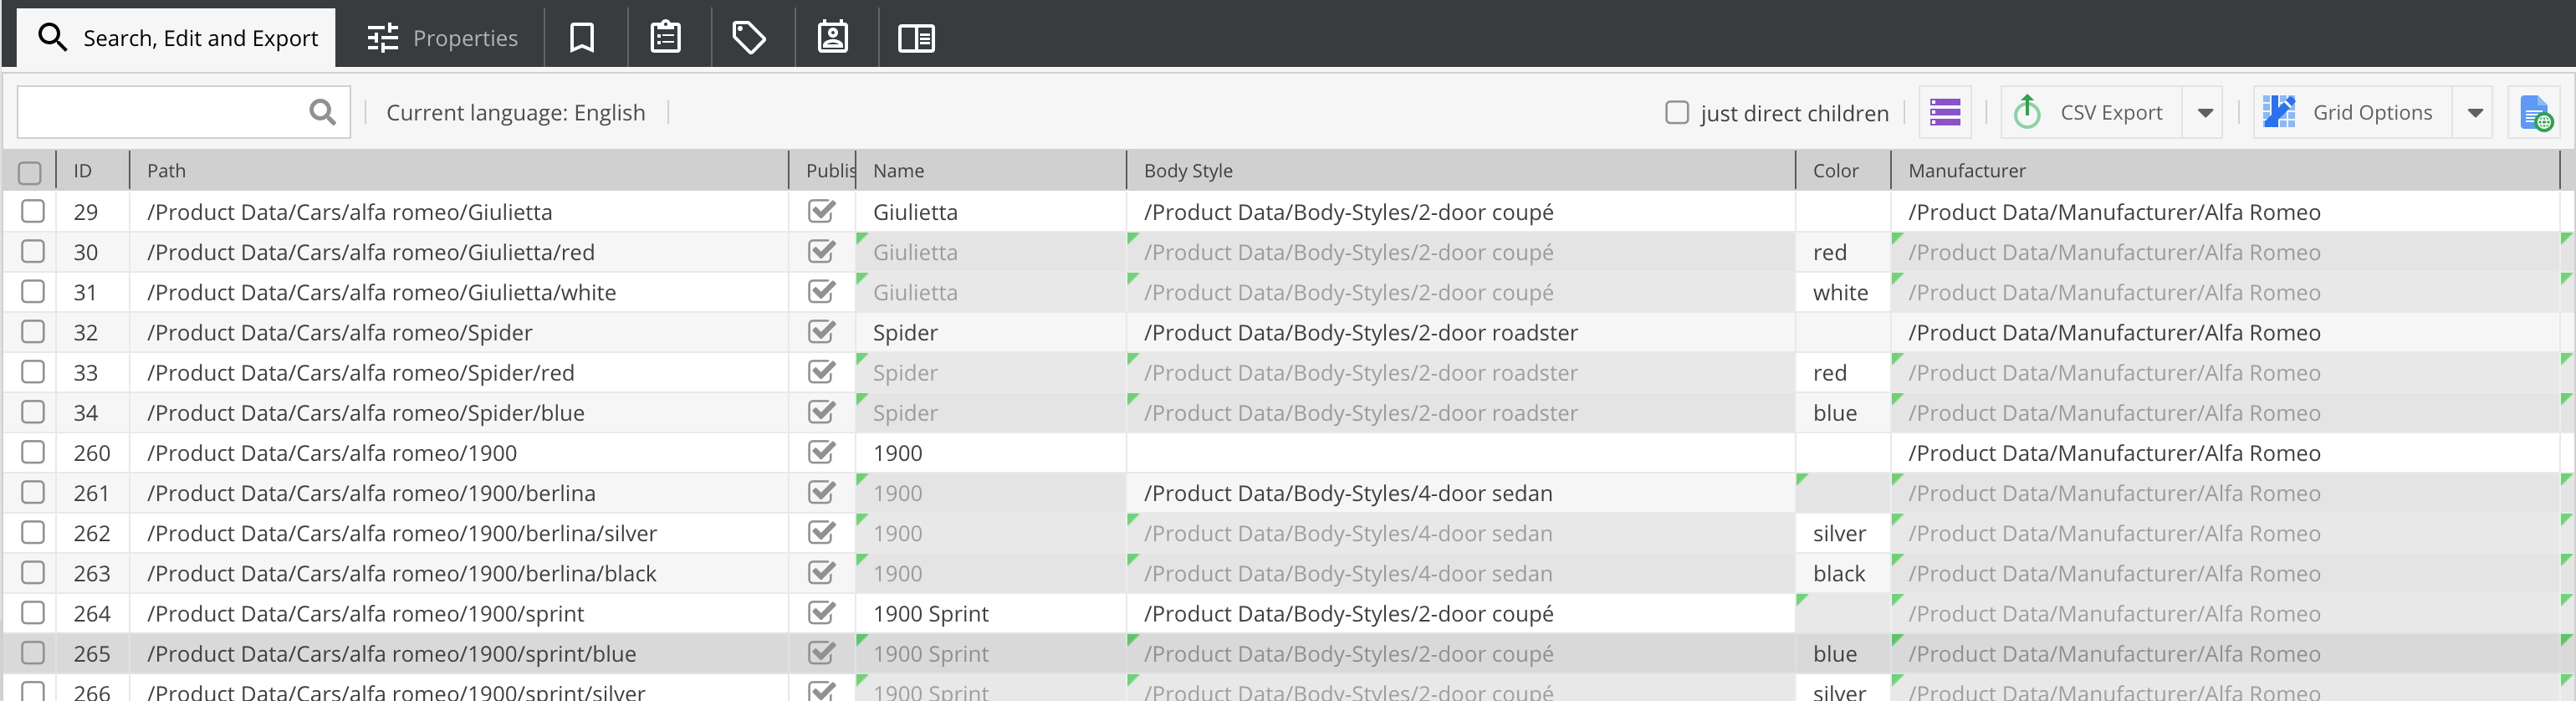 Search, Edit and Export Properties
Current language: English just direct children CSV Export Grid Options
ID Path Publis Name Body Style Color Manufacturer
29 /Product Data/Cars/alfa romeo/Giulietta Giulietta /Product Data/Body-Styles/2-door coupé /Product Data/Manufacturer/Alfa Romeo
30 /Product Data/Cars/alfa romeo/Giulietta/red Giulietta /Product Data/Body-Styles/2-door coupé red /Product Data/Manufacturer/Alfa Romeo
31 /Product Data/Cars/alfa romeo/Giulietta/white Giulietta /Product Data/Body-Styles/2-door coupé white /Product Data/Manufacturer/Alfa Romeo
32 /Product Data/Cars/alfa romeo/Spider Spider /Product Data/Body-Styles/2-door roadster /Product Data/Manufacturer/Alfa Romeo
33 /Product Data/Cars/alfa romeo/Spider/red Spider /Product Data/Body-Styles/2-door roadster red /Product Data/Manufacturer/Alfa Romeo
34 /Product Data/Cars/alfa romeo/Spider/blue Spider /Product Data/Body-Styles/2-door roadster blue /Product Data/Manufacturer/Alfa Romeo
260 /Product Data/Cars/alfa romeo/1900 1900 /Product Data/Manufacturer/Alfa Romeo
261 /Product Data/Cars/alfa romeo/1900/berlina 1900 /Product Data/Body-Styles/4-door sedan /Product Data/Manufacturer/Alfa Romeo
262 /Product Data/Cars/alfa romeo/1900/berlina/silver 1900 /Product Data/Body-Styles/4-door sedan silver /Product Data/Manufacturer/Alfa Romeo
263 /Product Data/Cars/alfa romeo/1900/berlina/black 1900 /Product Data/Body-Styles/4-door sedan black /Product Data/Manufacturer/Alfa Romeo
264 /Product Data/Cars/alfa romeo/1900/sprint 1900 Sprint /Product Data/Body-Styles/2-door coupé /Product Data/Manufacturer/Alfa Romeo
265 /Product Data/Cars/alfa romeo/1900/sprint/blue 1900 Sprint /Product Data/Body-Styles/2-door coupé blue /Product Data/Manufacturer/Alfa Romeo
266 /Product Data/Cars/alfa romeo/1900/sprint/silver 1900 Sprint /Product Data/Body-Styles/2-door coupé silver /Product Data/Manufacturer/Alfa Romeo